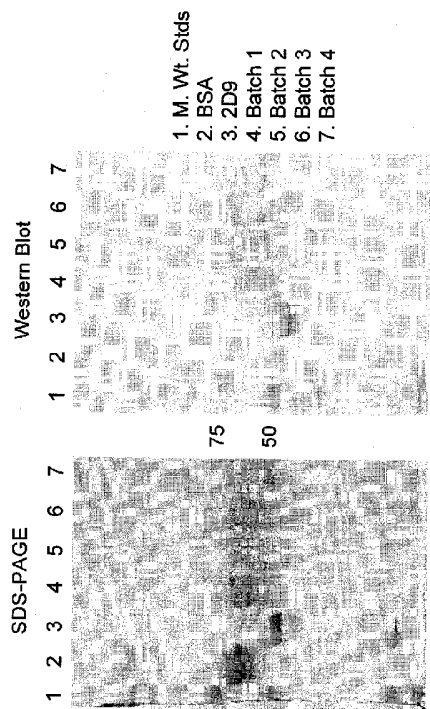 SDS-PAGE
1 2 3 4 5 6 7
75
50
Western Blot
1 2 3 4 5 6 7
1. M. Wt. Stds
2. BSA
3. 2D9
4. Batch 1
5. Batch 2
6. Batch 3
7. Batch 4